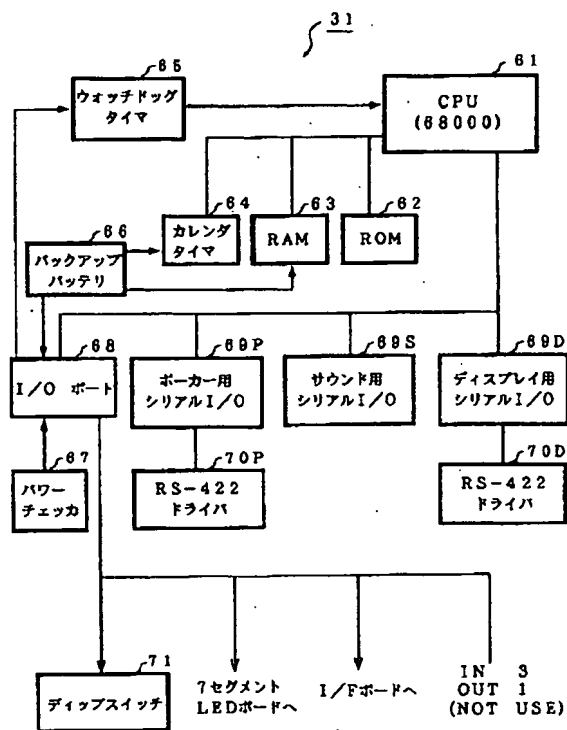 31
65
ウォッチドッグ
タイマ
61
CPU
(68000)
64
カレンダ
タイマ
63
RAM
62
ROM
66
バックアップ
バッテリ
68
I/O ポート
69P
ポーカー用
シリアルI/O
69S
サウンド用
シリアルI/O
69D
ディスプレイ用
シリアルI/O
67
パワー
チェッカ
70P
RS-422
ドライバ
70D
RS-422
ドライバ
71
ディップスイッチ
7セグメント
LEDボードへ
I/Fボードへ
IN 3
OUT 1
(NOT USE)